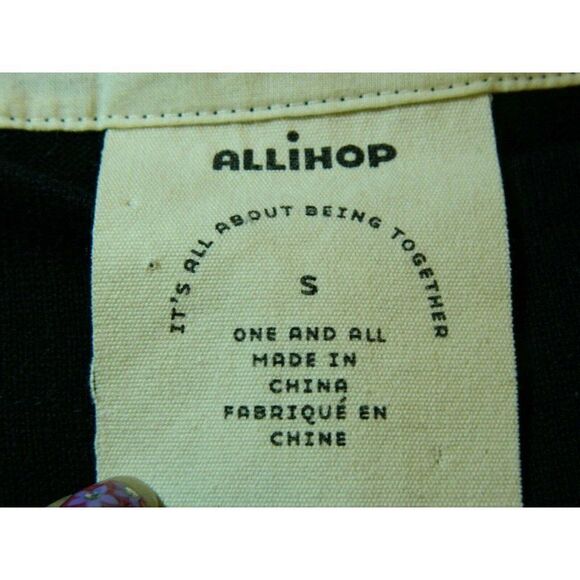 ALLiHOP
IT'S ALL ABOUT BEING TOGETHER
S
ONE AND ALL
MADE IN
CHINA
FABRIQUÉ EN
CHINE